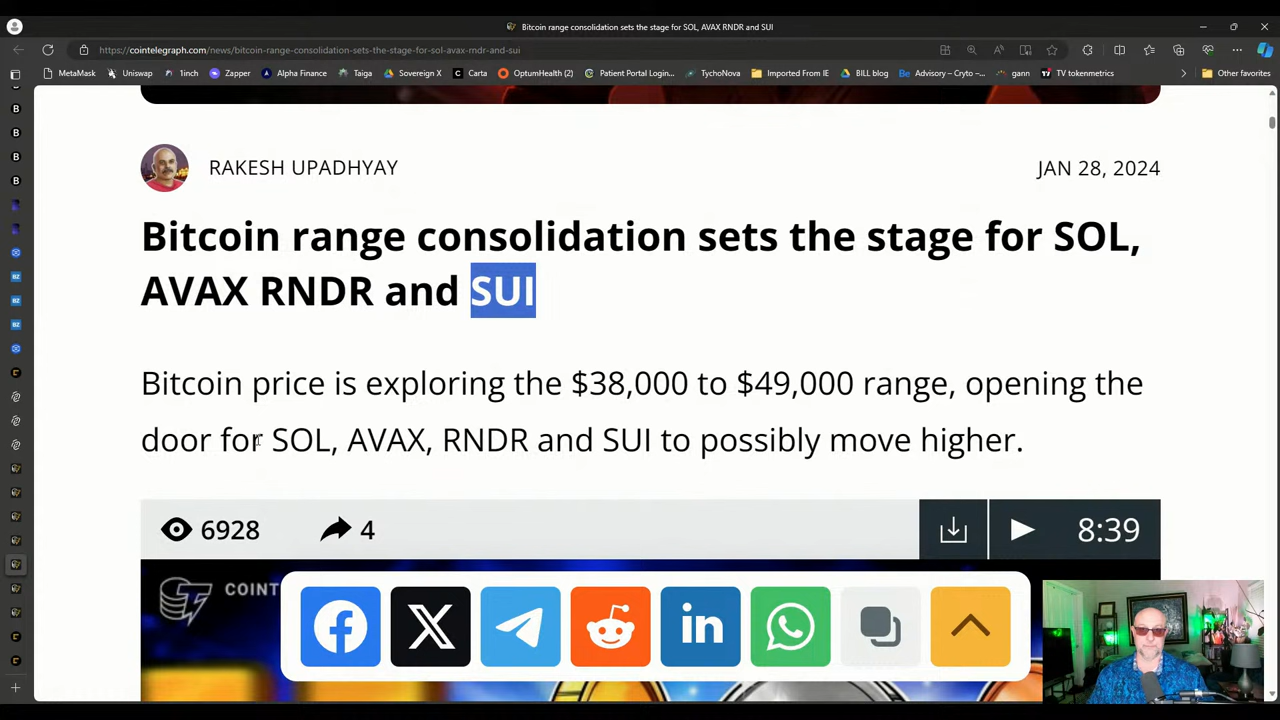 Bitcoin range consolidation sets the stage for SOL, AVAX RNDR and SUI
https://cointelegraph.com/news/bitcoin-range-consolidation-sets-the-stage-for-sol-avax-rndr-and-sui
MetaMask Uniswap 1inch Zapper Alpha Finance Taiga Sovereign X Carta OptumHealth (2) Patient Portal Login... TychoNova Imported From IE BILL blog Advisory – Cryto –... gann TV tokenmetrics Other favorites
RAKESH UPADHYAY
JAN 28, 2024
Bitcoin range consolidation sets the stage for SOL,
AVAX RNDR and SUI
Bitcoin price is exploring the $38,000 to $49,000 range, opening the
door for SOL, AVAX, RNDR and SUI to possibly move higher.
6928 4 8:39
COINT